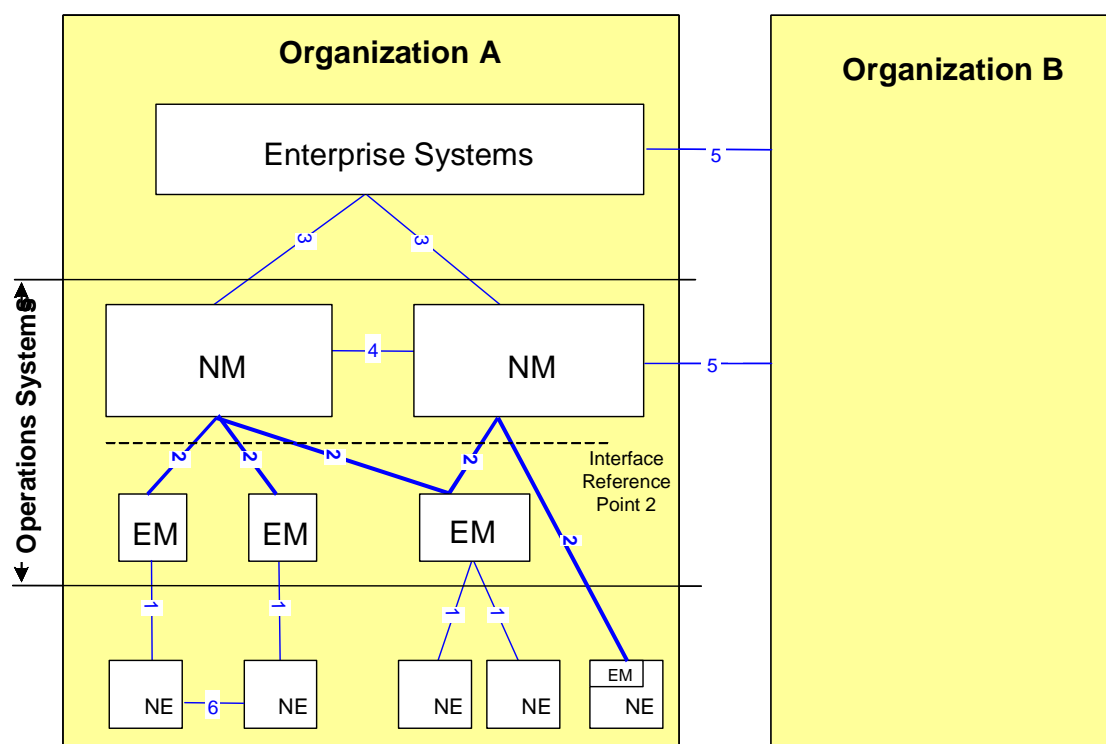 Organization A
Organization B
Enterprise Systems
5
3
3
Operations Systems
NM
4
NM
5
2
2
2
2
Interface
Reference
Point 2
EM
EM
EM
2
1
1
1
1
EM
NE
6
NE
NE
NE
NE